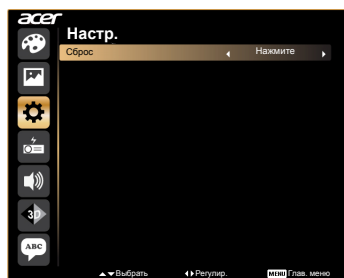 acer
Настр.
Сброс Нажмите
3D
ABC
Выбрать Регулир. MENU Глав. меню